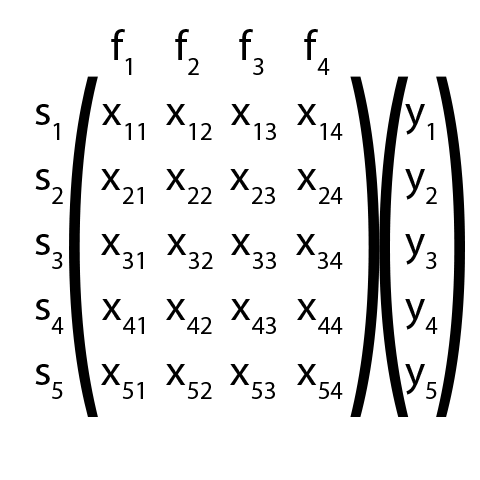 f₁ f₂ f₃ f₄
s₁ ( x₁₁ x₁₂ x₁₃ x₁₄ ) ( y₁ )
s₂ ( x₂₁ x₂₂ x₂₃ x₂₄ ) ( y₂ )
s₃ ( x₃₁ x₃₂ x₃₃ x₃₄ ) ( y₃ )
s₄ ( x₄₁ x₄₂ x₄₃ x₄₄ ) ( y₄ )
s₅ ( x₅₁ x₅₂ x₅₃ x₅₄ ) ( y₅ )